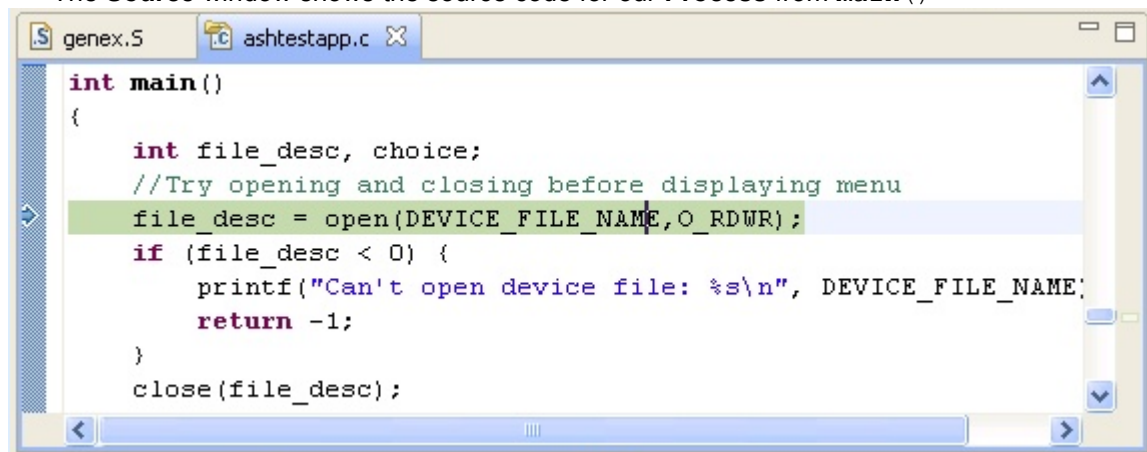 The Source window shows the source code for our Process from main()
genex.S ashtestapp.c
int main()
{
int file_desc, choice;
//Try opening and closing before displaying menu
file_desc = open(DEVICE_FILE_NAME,O_RDWR);
if (file_desc < 0) {
printf("Can't open device file: %s\n", DEVICE_FILE_NAME
return -1;
}
close(file_desc);